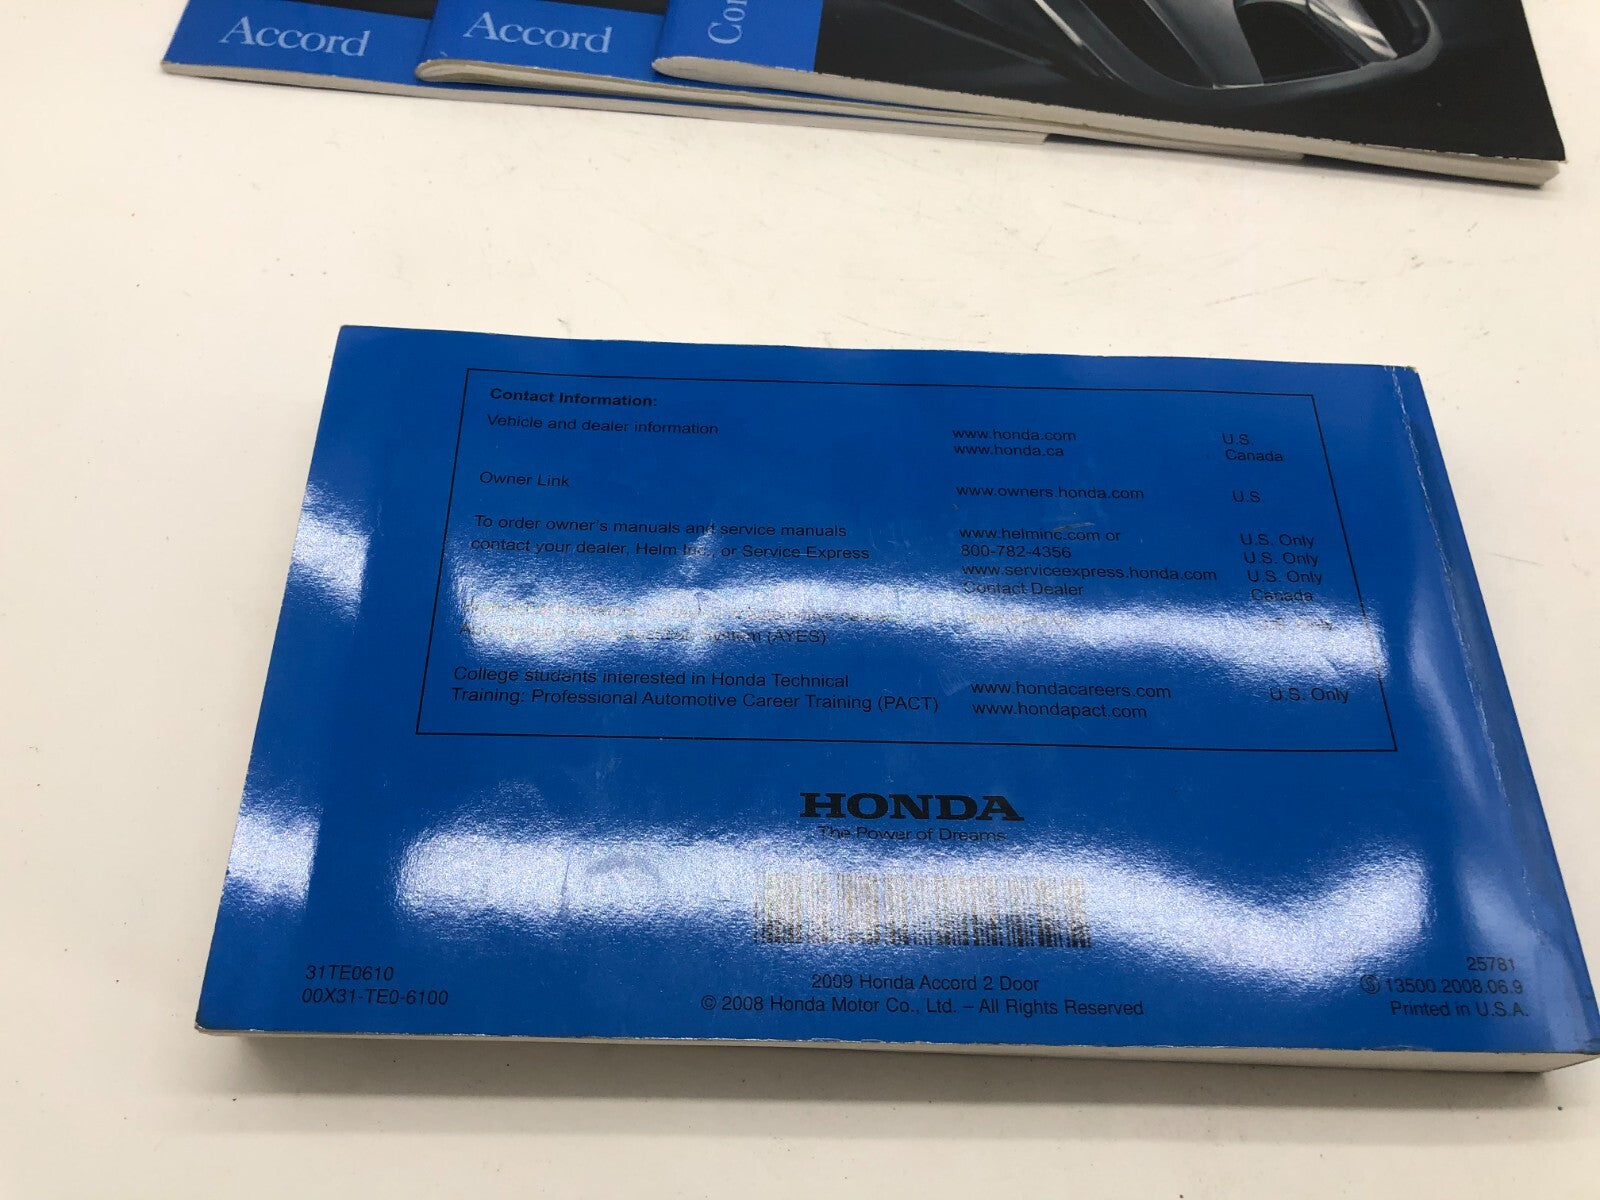 Accord
Accord
Contact Information:
Vehicle and dealer information www.honda.com U.S.
www.honda.ca Canada
Owner Link www.owners.honda.com U.S
To order owner's manuals and service manuals www.helminc.com or U.S. Only
contact your dealer, Helm Inc., or Service Express 800-782-4356 U.S. Only
www.serviceexpress.honda.com U.S. Only
Contact Dealer Canada
System (AYES)
College students interested in Honda Technical www.hondacareers.com U.S. Only
Training: Professional Automotive Career Training (PACT) www.hondapact.com
HONDA
The Power of Dreams
31TE0610
00X31-TE0-6100
2009 Honda Accord 2 Door
© 2008 Honda Motor Co., Ltd. – All Rights Reserved
25781
Ⓢ 13500.2008.06.9
Printed in U.S.A.